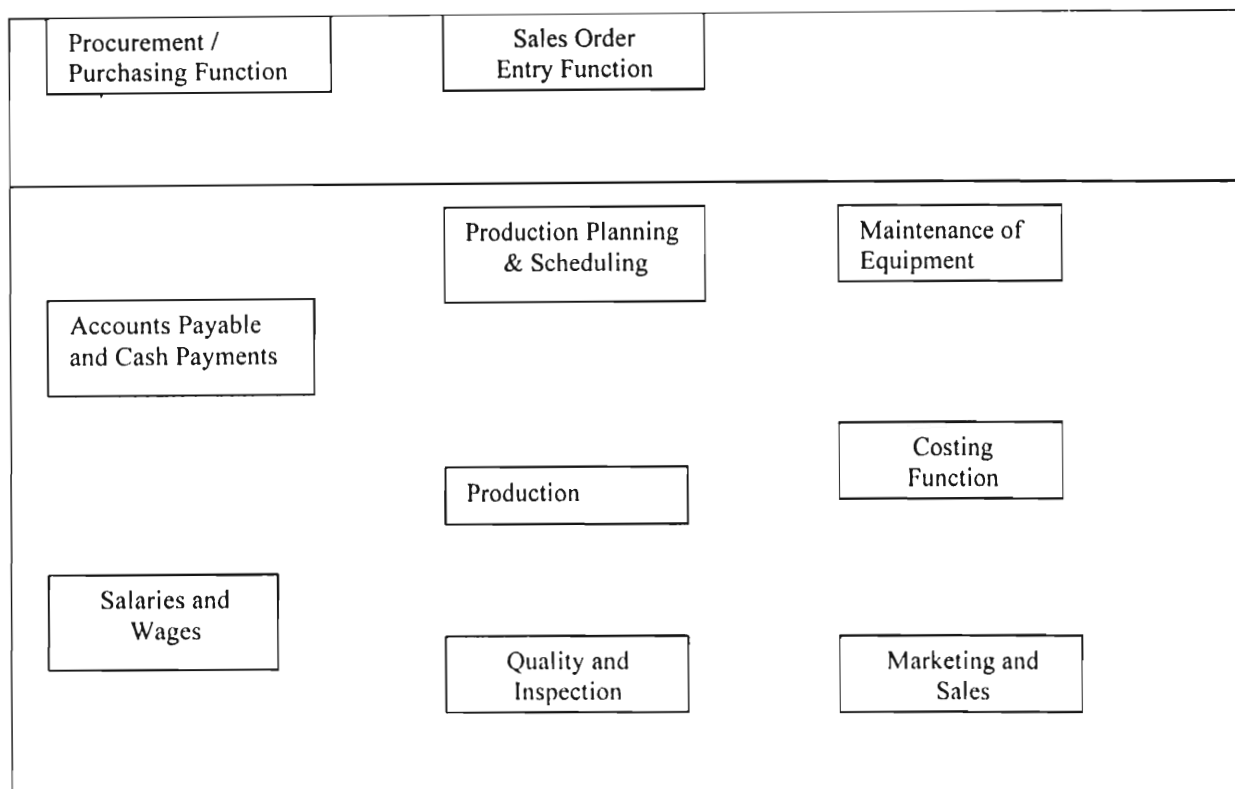 Procurement /
Purchasing Function
Sales Order
Entry Function
Production Planning
& Scheduling
Maintenance of
Equipment
Accounts Payable
and Cash Payments
Costing
Function
Production
Salaries and
Wages
Quality and
Inspection
Marketing and
Sales